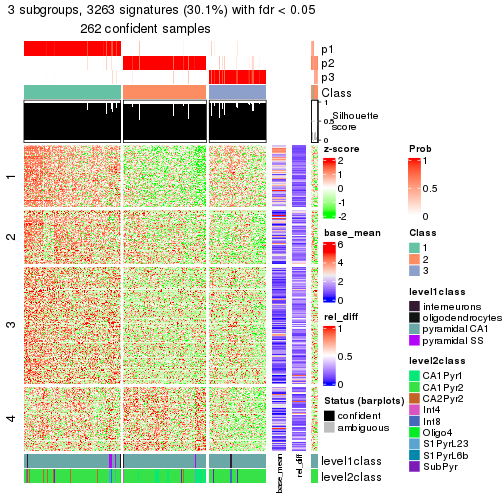 3 subgroups, 3263 signatures (30.1%) with fdr < 0.05
262 confident samples
p1
p2
p3
Class
1
0.5
0
Silhouette
score
1
2
3
4
z-score
2
1
0
-1
-2
base_mean
6
4
2
0
rel_diff
1
0.5
0
Status (barplots)
confident
ambiguous
Prob
1
0.5
0
Class
1
2
3
level1class
interneurons
oligodendrocytes
pyramidal CA1
pyramidal SS
level2class
CA1Pyr1
CA1Pyr2
CA2Pyr2
Int4
Int8
Oligo4
S1PyrL23
S1PyrL6b
SubPyr
level1class
level2class
base_mean
rel_diff